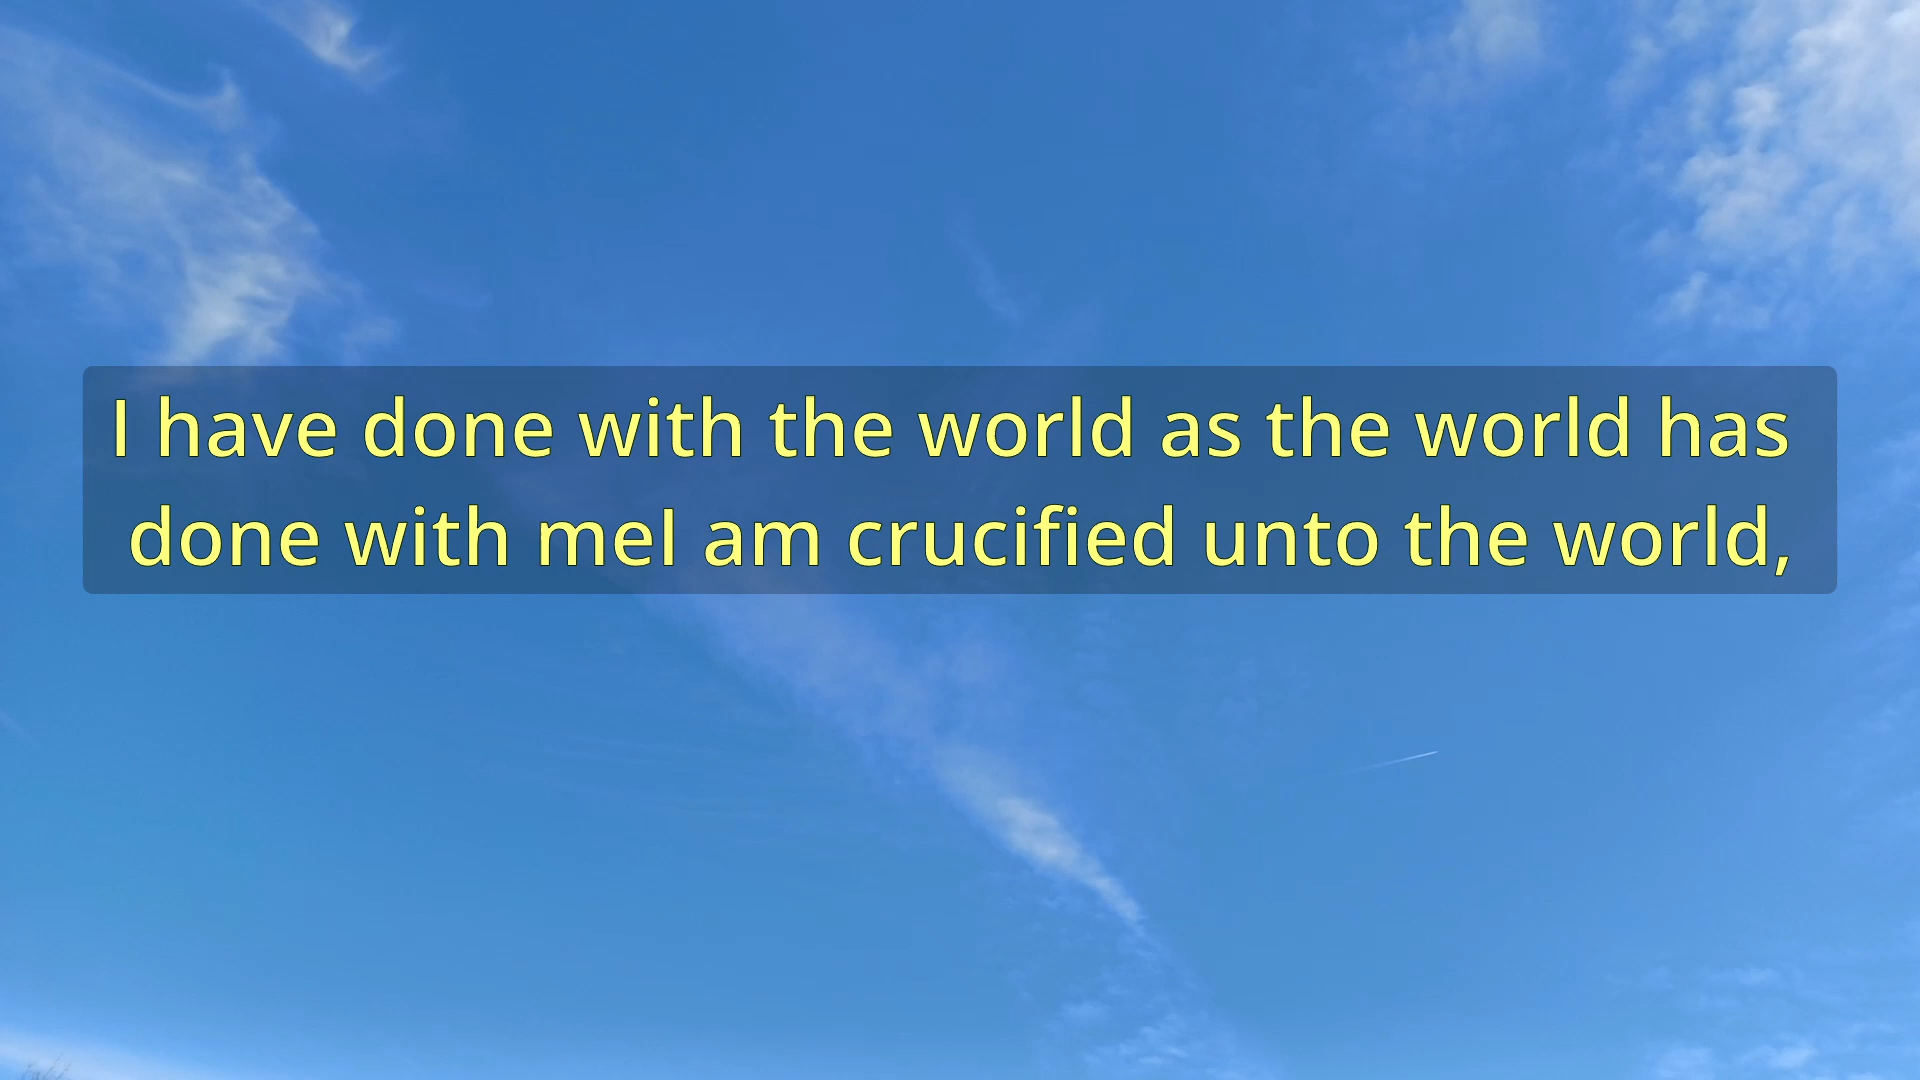 I have done with the world as the world has
done with meI am crucified unto the world,